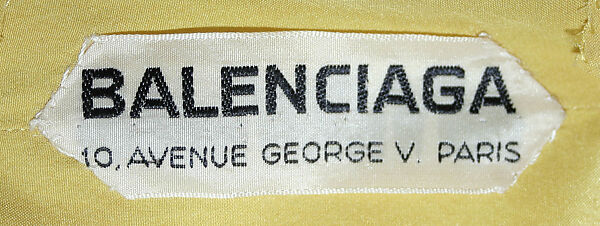 BALENCIAGA
10, AVENUE GEORGE V. PARIS